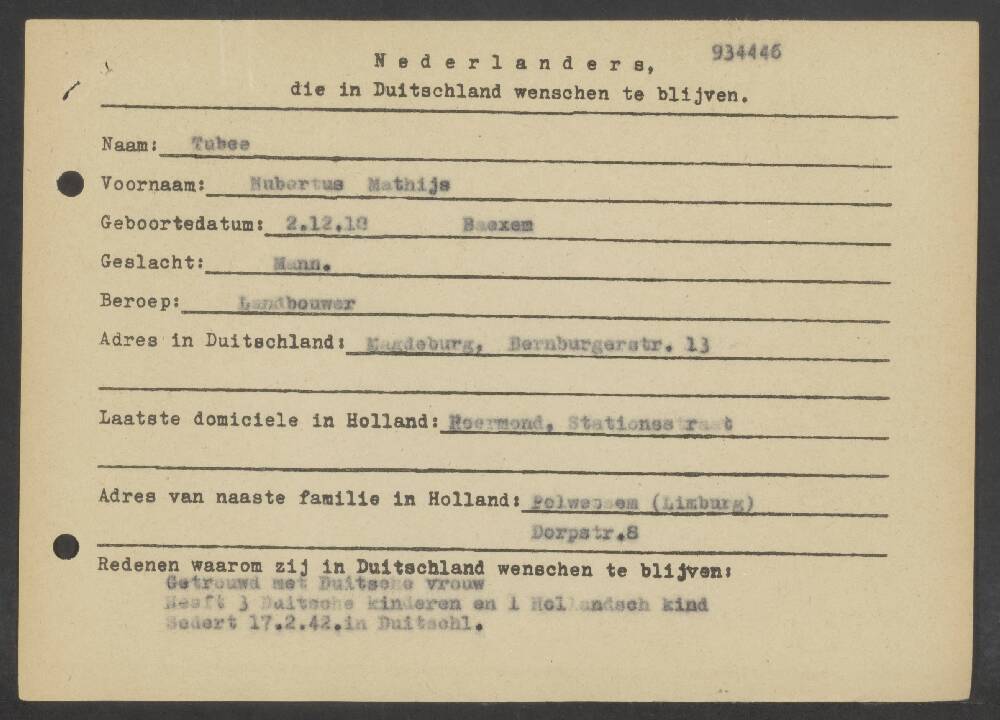 934446
N e d e r l a n d e r s,
die in Duitschland wenschen te blijven.
Naam: Tubee
Voornaam: Hubertus Mathijs
Geboortedatum: 2.12.18 Baexem
Geslacht: Mann.
Beroep: Landbouwer
Adres in Duitschland: Magdeburg, Bernburgerstr. 13
Laatste domiciele in Holland: Roermond, Stationsstraat
Adres van naaste familie in Holland: (Limburg)
Dorpstr.8
Redenen waarom zij in Duitschland wenschen te blijven:
Getrouwd met Duitsche vrouw
Heeft 3 Duitsche kinderen en 1 Hollandsch kind
Sedert 17.2.42.in Duitschl.